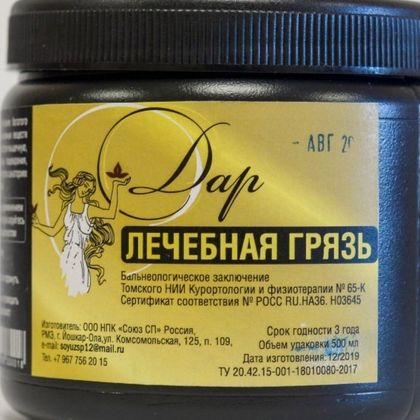 - АВГ 20
Дар
ЛЕЧЕБНАЯ ГРЯЗЬ
Бальнеологическое заключение
Томского НИИ Курортологии и физиотерапии № 65-К
Сертификат соответствия № РОСС RU.НА36. Н03645
Изготовитель: ООО НПК «Союз СП» Россия,
РМЭ, г. Йошкар-Ола,ул. Комсомольская, 125, п. 109,
e-mail: soyuzsp12@mail.ru
Тел. +7 967 756 20 15
Срок годности 3 года
Объем упаковки 500 мл
Дата изготовления: 12/2019
ТУ 20.42.15-001-18010080-2017